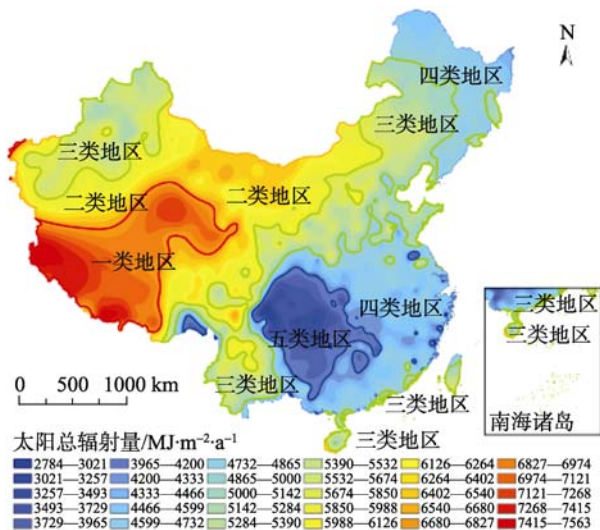 N
四类地区
三类地区
三类地区
二类地区
二类地区
一类地区
四类地区
五类地区
三类地区
三类地区
三类地区
三类地区
三类地区
南海诸岛
0 500 1000 km
太阳总辐射量/MJ·m⁻²·a⁻¹
2784—3021 3965—4200 4732—4865 5390—5532 6126—6264 6827—6974
3021—3257 4200—4333 4865—5000 5532—5674 6264—6402 6974—7121
3257—3493 4333—4466 5000—5142 5674—5850 6402—6540 7121—7268
3493—3729 4466—4599 5142—5284 5850—5988 6540—6680 7268—7415
3729—3965 4599—4732 5284—5390 5988—6126 6680—6827 7415—7563